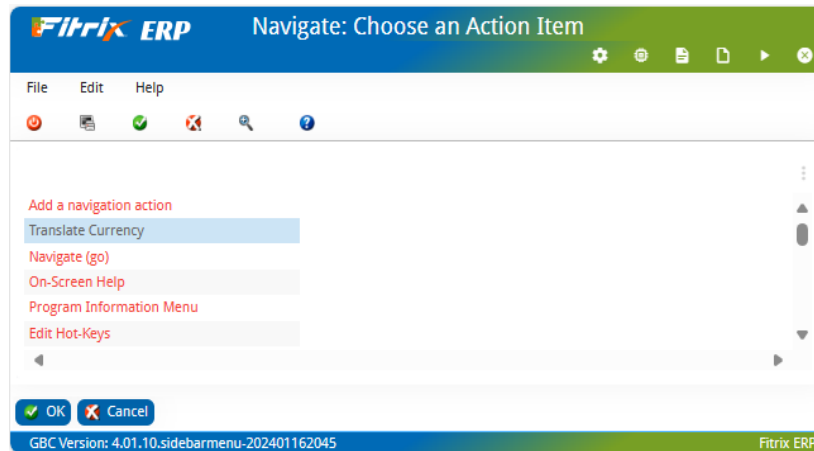 Fitrix ERP Navigate: Choose an Action Item
File Edit Help
Add a navigation action
Translate Currency
Navigate (go)
On-Screen Help
Program Information Menu
Edit Hot-Keys
OK Cancel
GBC Version: 4.01.10.sidebarmenu-202401162045 Fitrix ERP